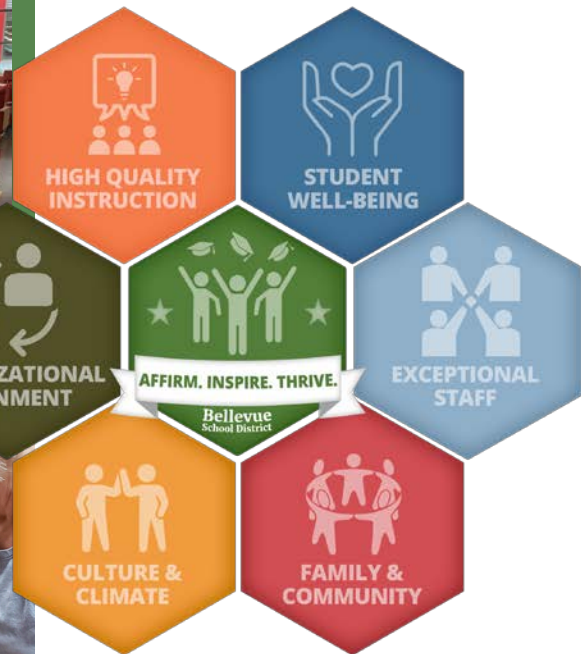 HIGH QUALITY
INSTRUCTION
STUDENT
WELL-BEING
ZATIONAL
NMENT
AFFIRM. INSPIRE. THRIVE.
Bellevue
School District
EXCEPTIONAL
STAFF
CULTURE &
CLIMATE
FAMILY &
COMMUNITY